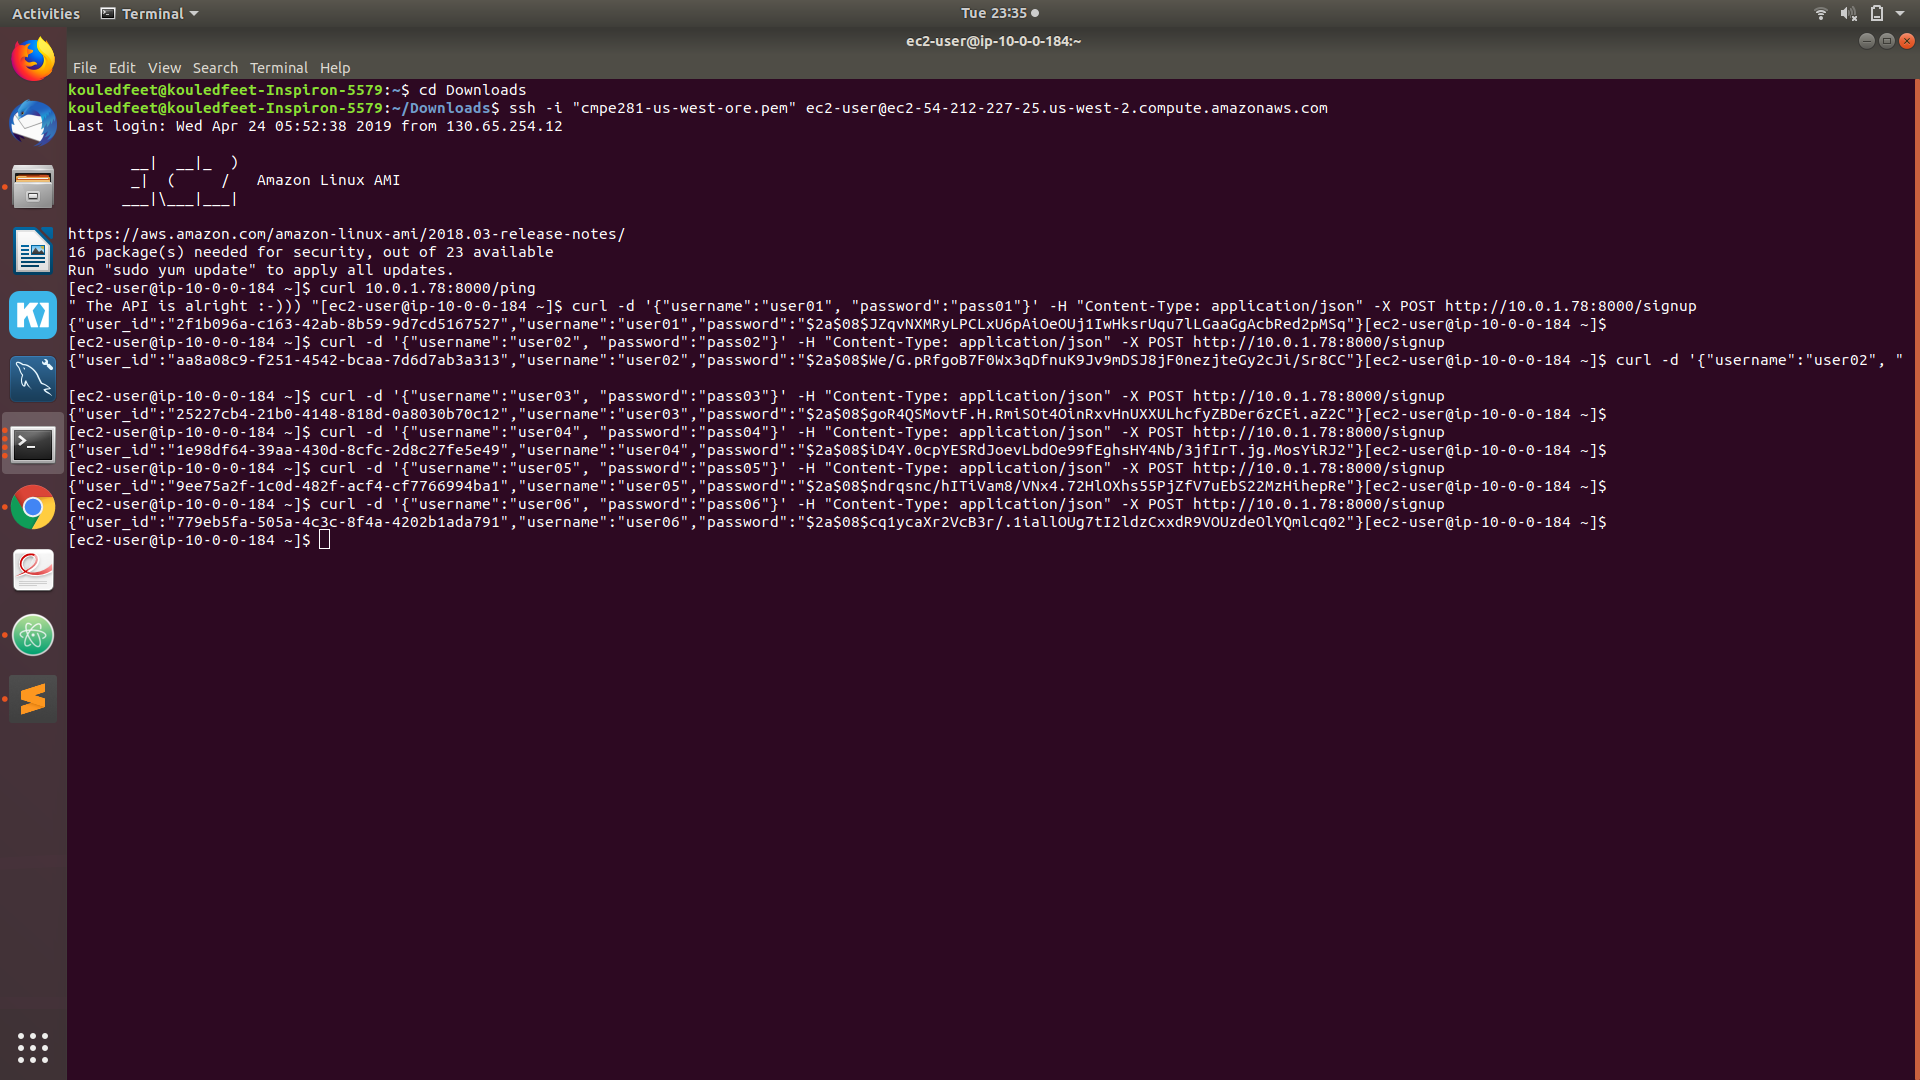 Activities Terminal Tue 23:35
ec2-user@ip-10-0-0-184:~
File Edit View Search Terminal Help
kouledfeet@kouledfeet-Inspiron-5579:~$ cd Downloads
kouledfeet@kouledfeet-Inspiron-5579:~/Downloads$ ssh -i "cmpe281-us-west-ore.pem" ec2-user@ec2-54-212-227-25.us-west-2.compute.amazonaws.com
Last login: Wed Apr 24 05:52:38 2019 from 130.65.254.12
       __|  __|_  )
       _|  (     /   Amazon Linux AMI
      ___|\___|___|
https://aws.amazon.com/amazon-linux-ami/2018.03-release-notes/
16 package(s) needed for security, out of 23 available
Run "sudo yum update" to apply all updates.
[ec2-user@ip-10-0-0-184 ~]$ curl 10.0.1.78:8000/ping
" The API is alright :-))) "[ec2-user@ip-10-0-0-184 ~]$ curl -d '{"username":"user01", "password":"pass01"}' -H "Content-Type: application/json" -X POST http://10.0.1.78:8000/signup
{"user_id":"2f1b096a-c163-42ab-8b59-9d7cd5167527","username":"user01","password":"$2a$08$JZqvNXMRyLPCLxU6pAiOeOUj1IwHksrUqu7lLGaaGgAcbRed2pMSq"}[ec2-user@ip-10-0-0-184 ~]$
[ec2-user@ip-10-0-0-184 ~]$ curl -d '{"username":"user02", "password":"pass02"}' -H "Content-Type: application/json" -X POST http://10.0.1.78:8000/signup
{"user_id":"aa8a08c9-f251-4542-bcaa-7d6d7ab3a313","username":"user02","password":"$2a$08$We/G.pRfgoB7F0Wx3qDfnuK9Jv9mDSJ8jF0nezjteGy2cJi/Sr8CC"}[ec2-user@ip-10-0-0-184 ~]$ curl -d '{"username":"user02", "
[ec2-user@ip-10-0-0-184 ~]$ curl -d '{"username":"user03", "password":"pass03"}' -H "Content-Type: application/json" -X POST http://10.0.1.78:8000/signup
{"user_id":"25227cb4-21b0-4148-818d-0a8030b70c12","username":"user03","password":"$2a$08$goR4QSMovtF.H.RmiSOt4OinRxvHnUXXULhcfyZBDer6zCEi.aZ2C"}[ec2-user@ip-10-0-0-184 ~]$
[ec2-user@ip-10-0-0-184 ~]$ curl -d '{"username":"user04", "password":"pass04"}' -H "Content-Type: application/json" -X POST http://10.0.1.78:8000/signup
{"user_id":"1e98df64-39aa-430d-8cfc-2d8c27fe5e49","username":"user04","password":"$2a$08$iD4Y.0cpYESRdJoevLbdOe99fEghsHY4Nb/3jfIrT.jg.MosYiRJ2"}[ec2-user@ip-10-0-0-184 ~]$
[ec2-user@ip-10-0-0-184 ~]$ curl -d '{"username":"user05", "password":"pass05"}' -H "Content-Type: application/json" -X POST http://10.0.1.78:8000/signup
{"user_id":"9ee75a2f-1c0d-482f-acf4-cf7766994ba1","username":"user05","password":"$2a$08$ndrqsnc/hITiVam8/VNx4.72HlOXhs55PjZfV7uEbS22MzHihepRe"}[ec2-user@ip-10-0-0-184 ~]$
[ec2-user@ip-10-0-0-184 ~]$ curl -d '{"username":"user06", "password":"pass06"}' -H "Content-Type: application/json" -X POST http://10.0.1.78:8000/signup
{"user_id":"779eb5fa-505a-4c3c-8f4a-4202b1ada791","username":"user06","password":"$2a$08$cq1ycaXr2VcB3r/.1iallOUg7tI2ldzCxxdR9VOUzdeOlYQmlcq02"}[ec2-user@ip-10-0-0-184 ~]$
[ec2-user@ip-10-0-0-184 ~]$